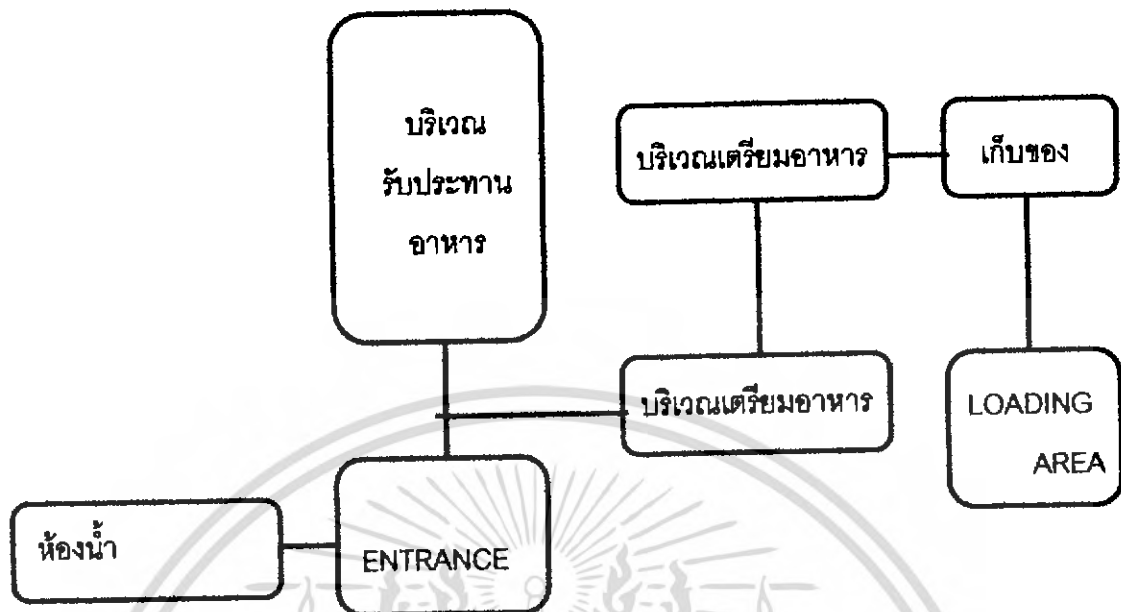 บริเวณ
รับประทาน
อาหาร
บริเวณเตรียมอาหาร
เก็บของ
บริเวณเตรียมอาหาร
LOADING
AREA
ห้องน้ำ
ENTRANCE